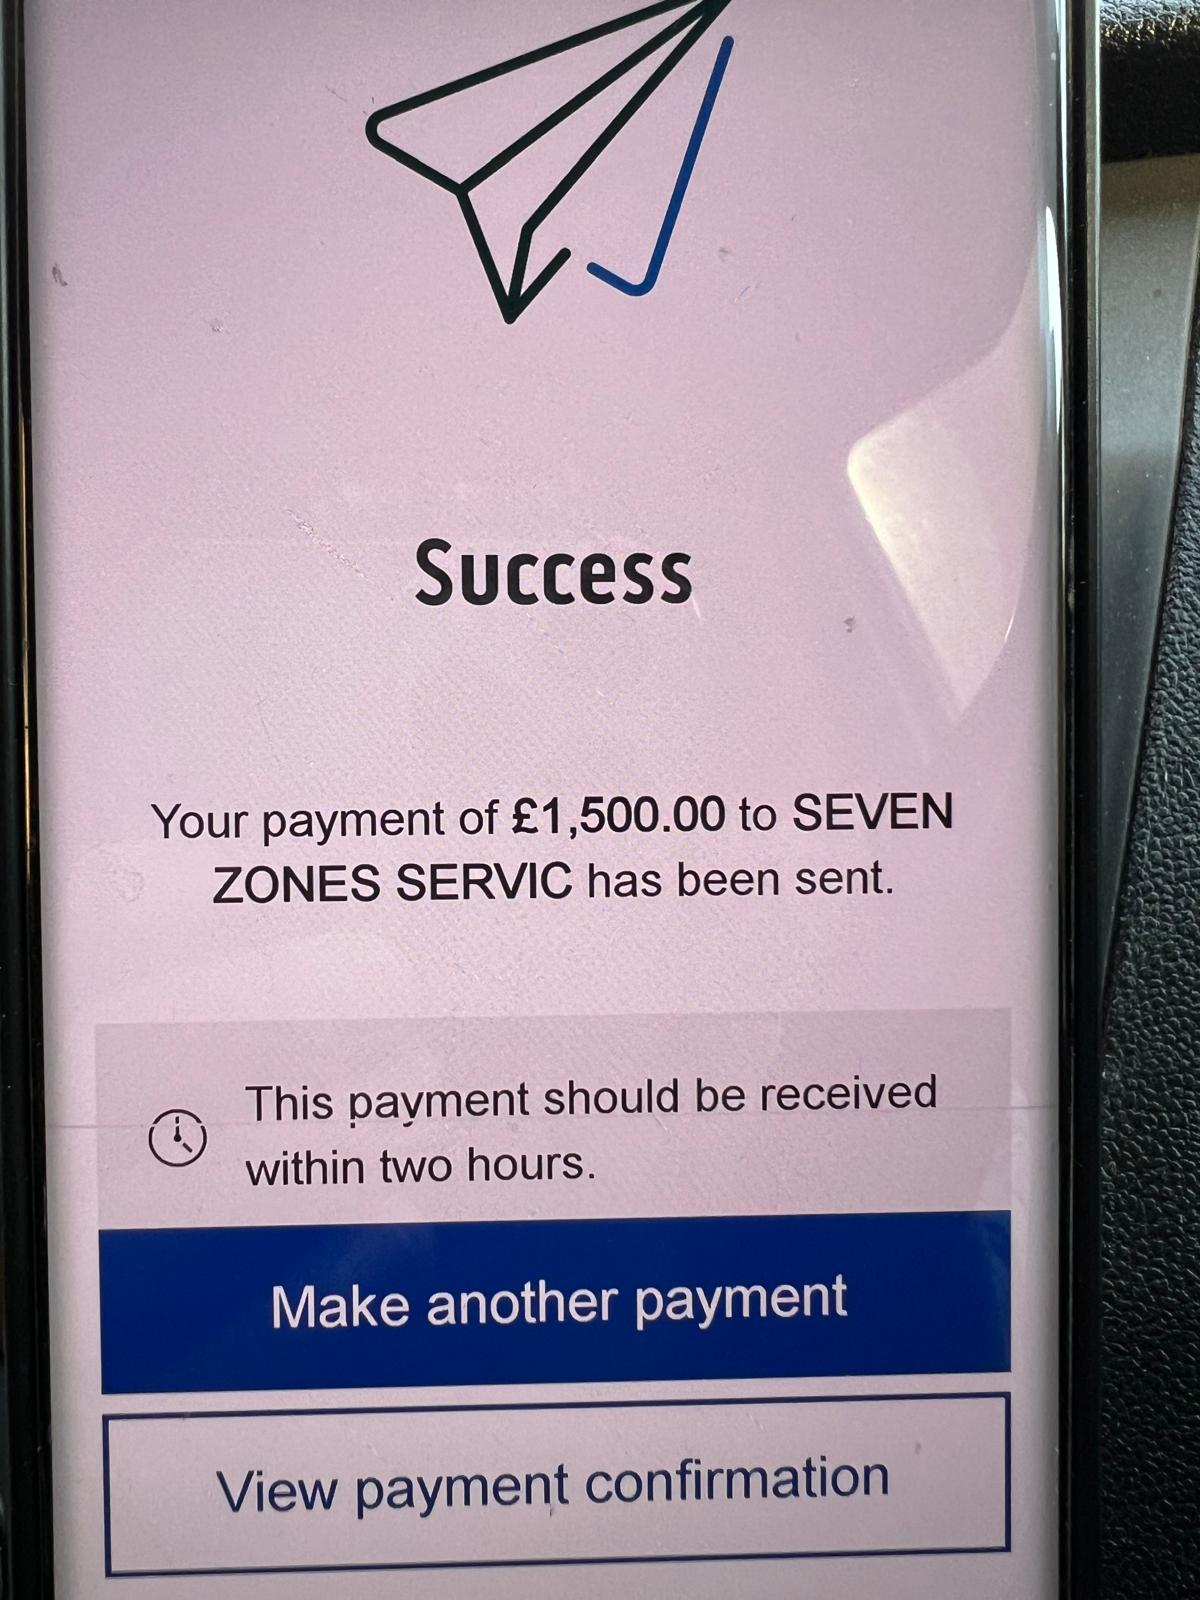 Success
Your payment of £1,500.00 to SEVEN
ZONES SERVIC has been sent.
This payment should be received
within two hours.
Make another payment
View payment confirmation